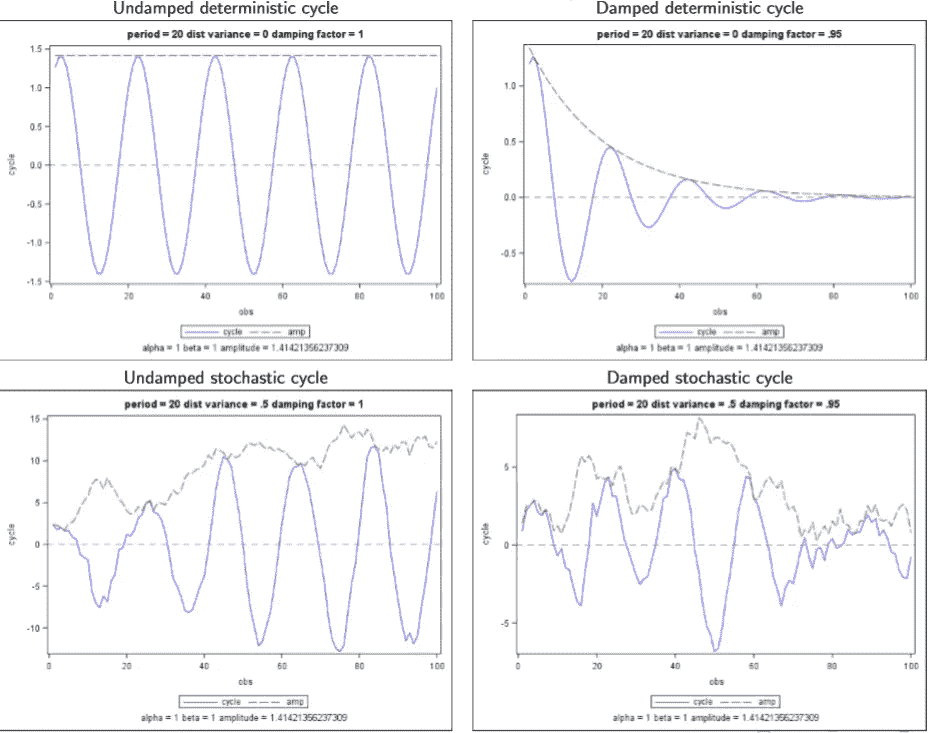 Undamped deterministic cycle
period = 20 dist variance = 0 damping factor = 1
1.5
1.0
0.5
0.0
-0.5
-1.0
-1.5
cycle
0 20 40 60 80 100
obs
cycle amp
alpha = 1 beta = 1 amplitude = 1.41421356237309
Damped deterministic cycle
period = 20 dist variance = 0 damping factor = .95
1.0
0.5
0.0
-0.5
cycle
0 20 40 60 80 100
obs
cycle amp
alpha = 1 beta = 1 amplitude = 1.41421356237309
Undamped stochastic cycle
period = 20 dist variance = .5 damping factor = 1
15
10
5
0
-5
-10
cycle
0 20 40 60 80 100
obs
cycle amp
alpha = 1 beta = 1 amplitude = 1.41421356237309
Damped stochastic cycle
period = 20 dist variance = .5 damping factor = .95
5
0
-5
cycle
0 20 40 60 80 100
obs
cycle amp
alpha = 1 beta = 1 amplitude = 1.41421356237309